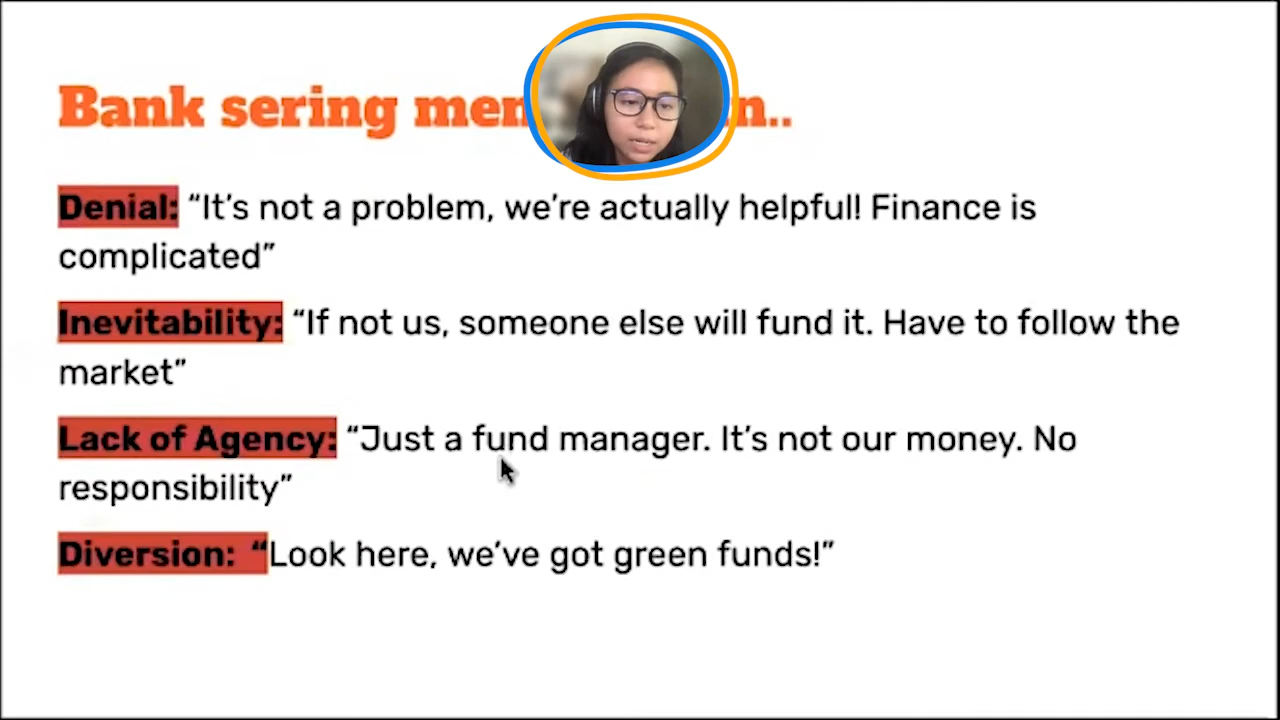 Bank sering
Denial: “It’s not a problem, we’re actually helpful! Finance is
complicated”
Inevitability: “If not us, someone else will fund it. Have to follow the
market”
Lack of Agency: “Just a fund manager. It’s not our money. No
responsibility”
Diversion: “Look here, we’ve got green funds!”